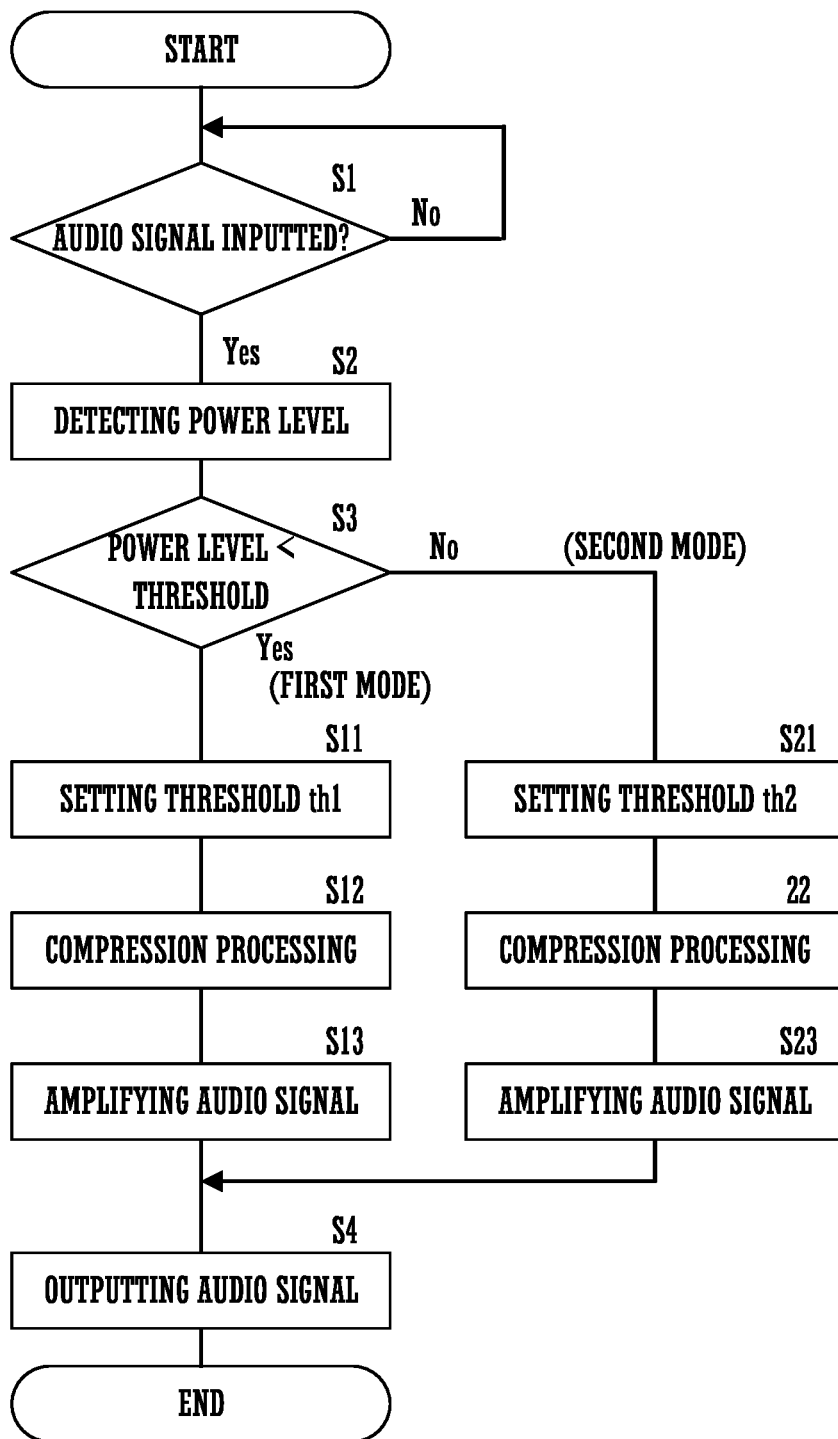 START
S1
AUDIO SIGNAL INPUTTED?
No
Yes
S2
DETECTING POWER LEVEL
S3
POWER LEVEL <
THRESHOLD
No
(SECOND MODE)
Yes
(FIRST MODE)
S11
SETTING THRESHOLD th1
S21
SETTING THRESHOLD th2
S12
COMPRESSION PROCESSING
22
COMPRESSION PROCESSING
S13
AMPLIFYING AUDIO SIGNAL
S23
AMPLIFYING AUDIO SIGNAL
S4
OUTPUTTING AUDIO SIGNAL
END